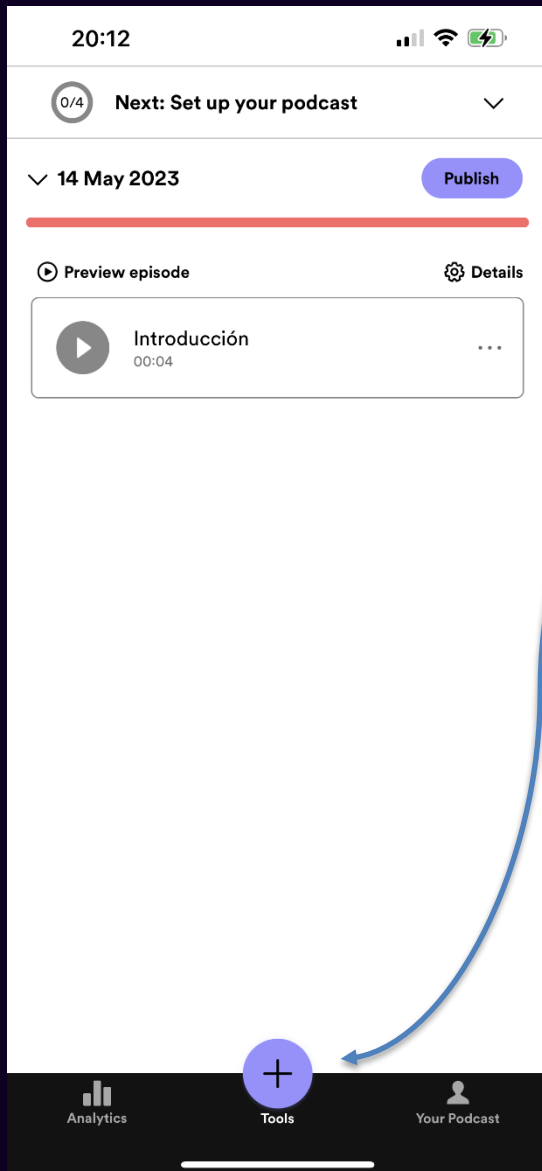 20:12
0/4 Next: Set up your podcast
14 May 2023 Publish
Preview episode Details
Introducción
00:04
Analytics Tools Your Podcast